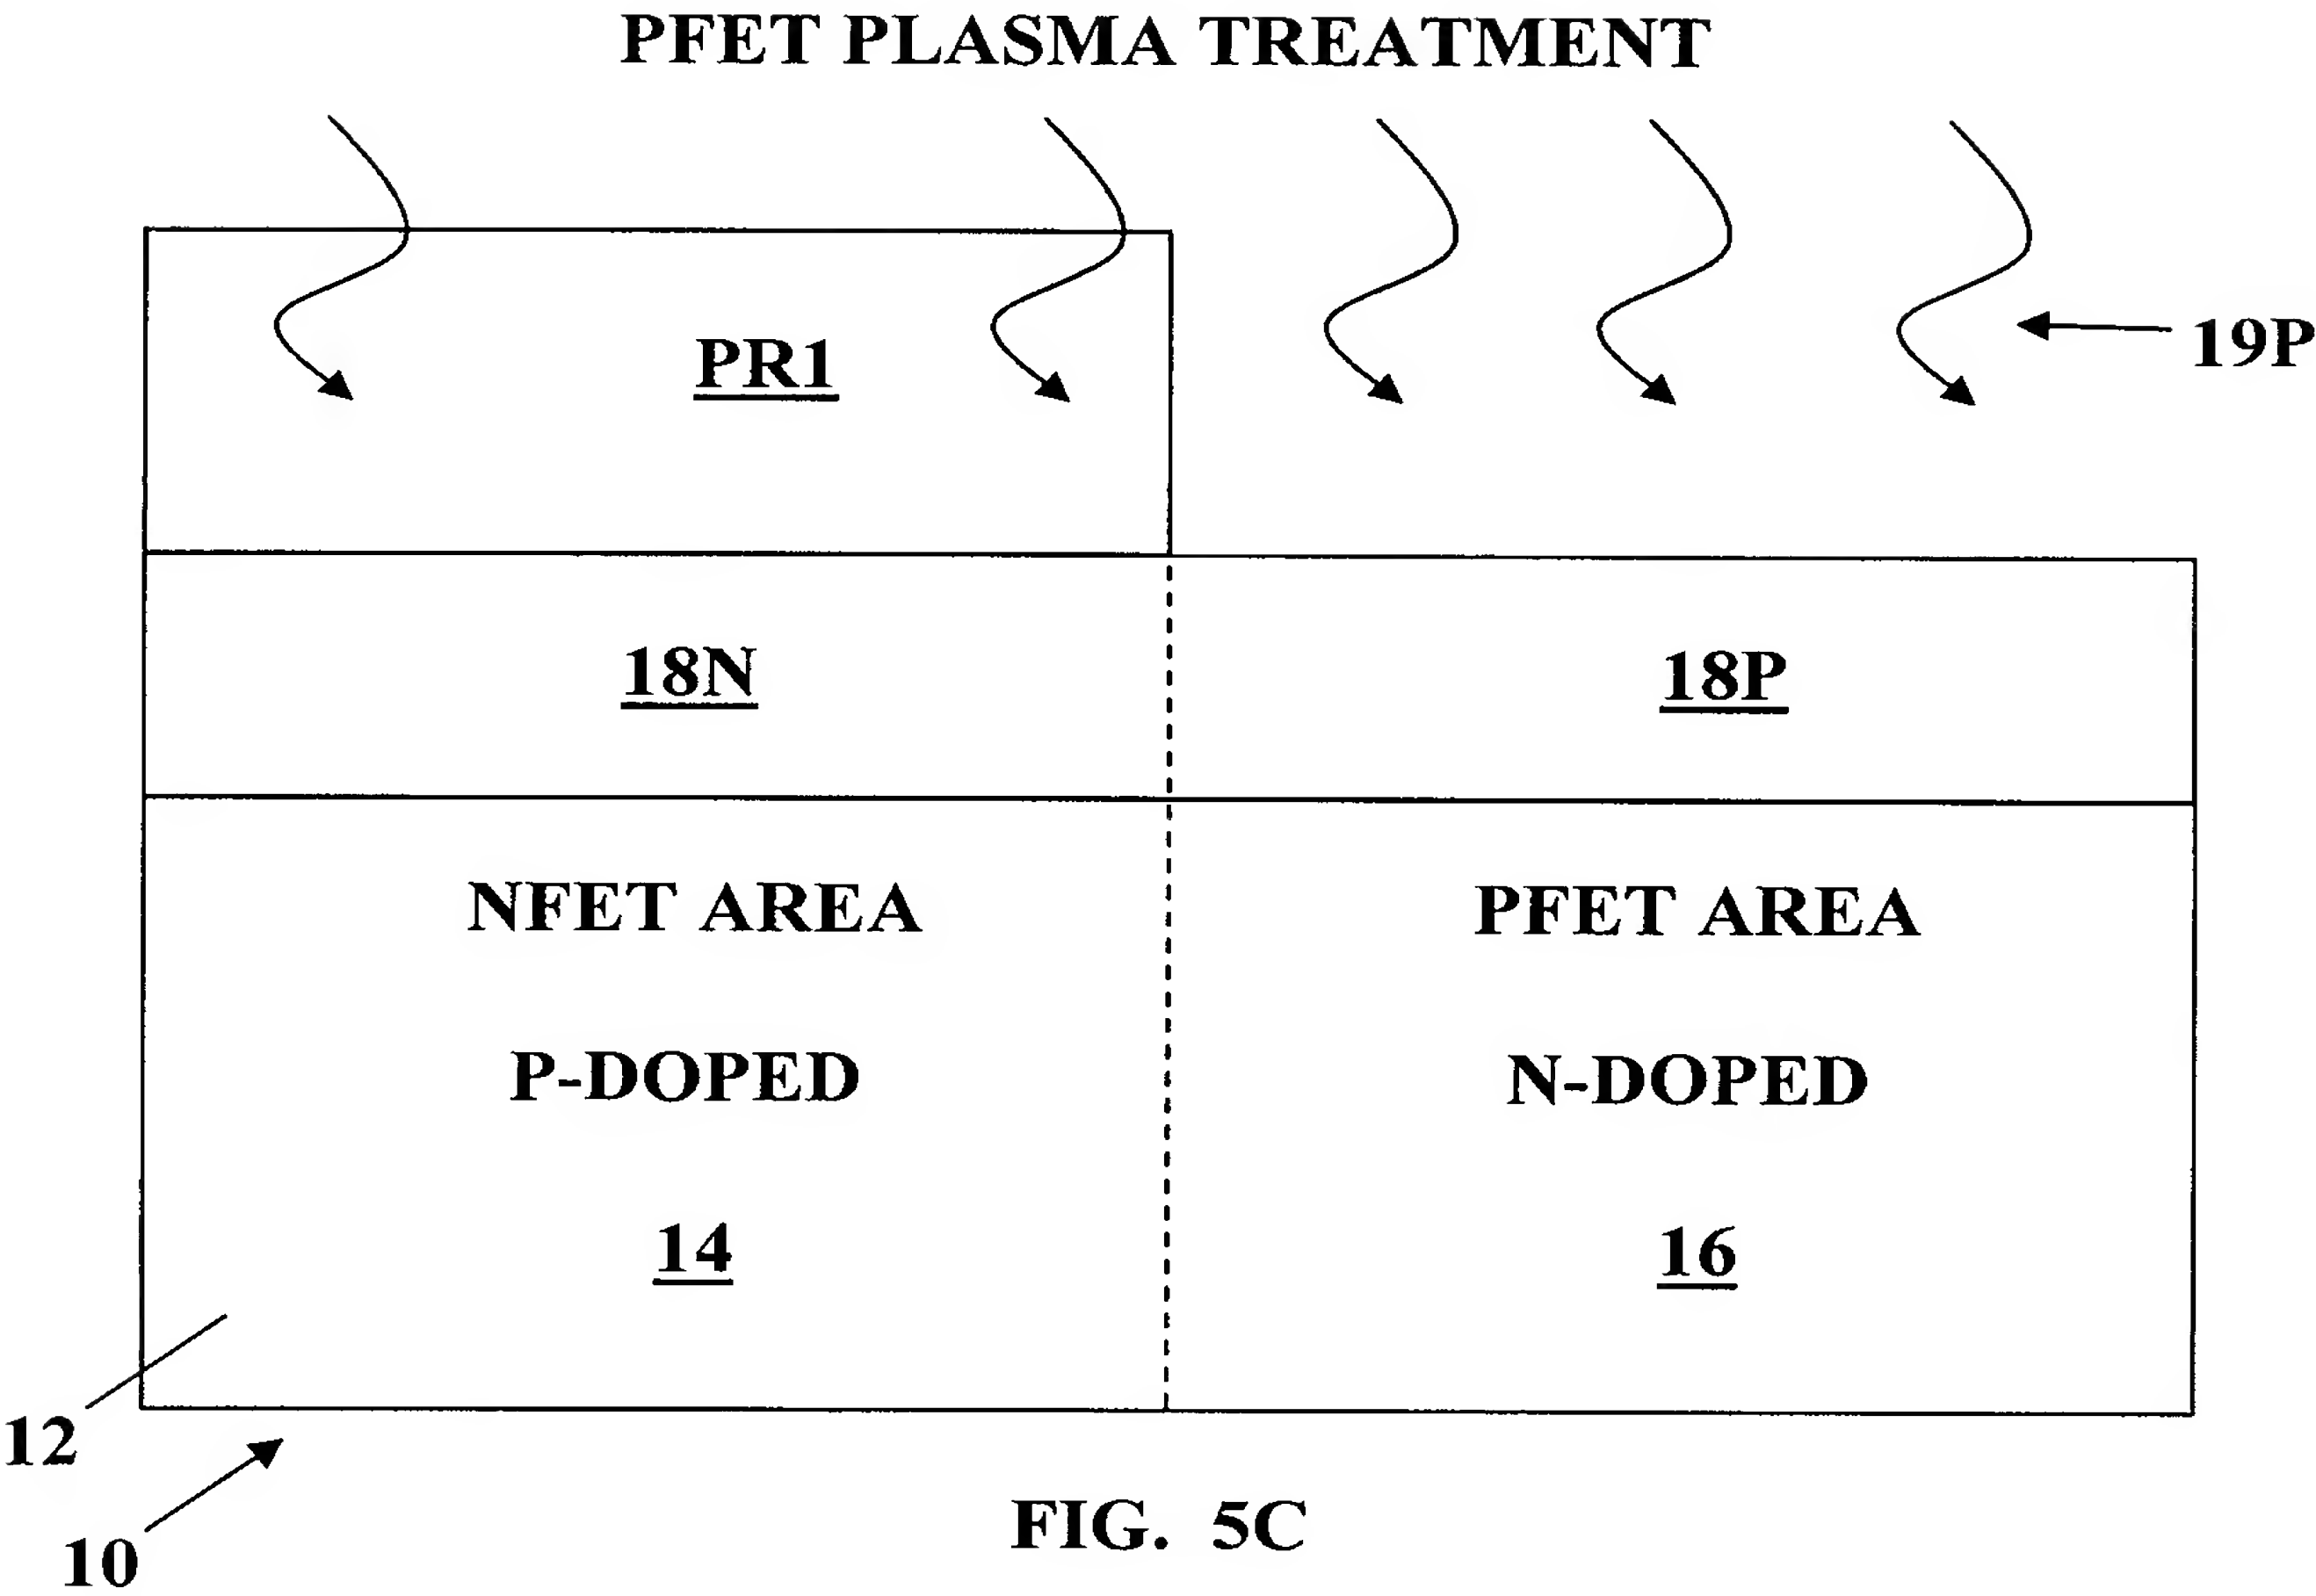 PFET PLASMA TREATMENT
PR1
19P
18N
18P
NFET AREA
PFET AREA
P-DOPED
N-DOPED
14
16
12
10
FIG. 5C